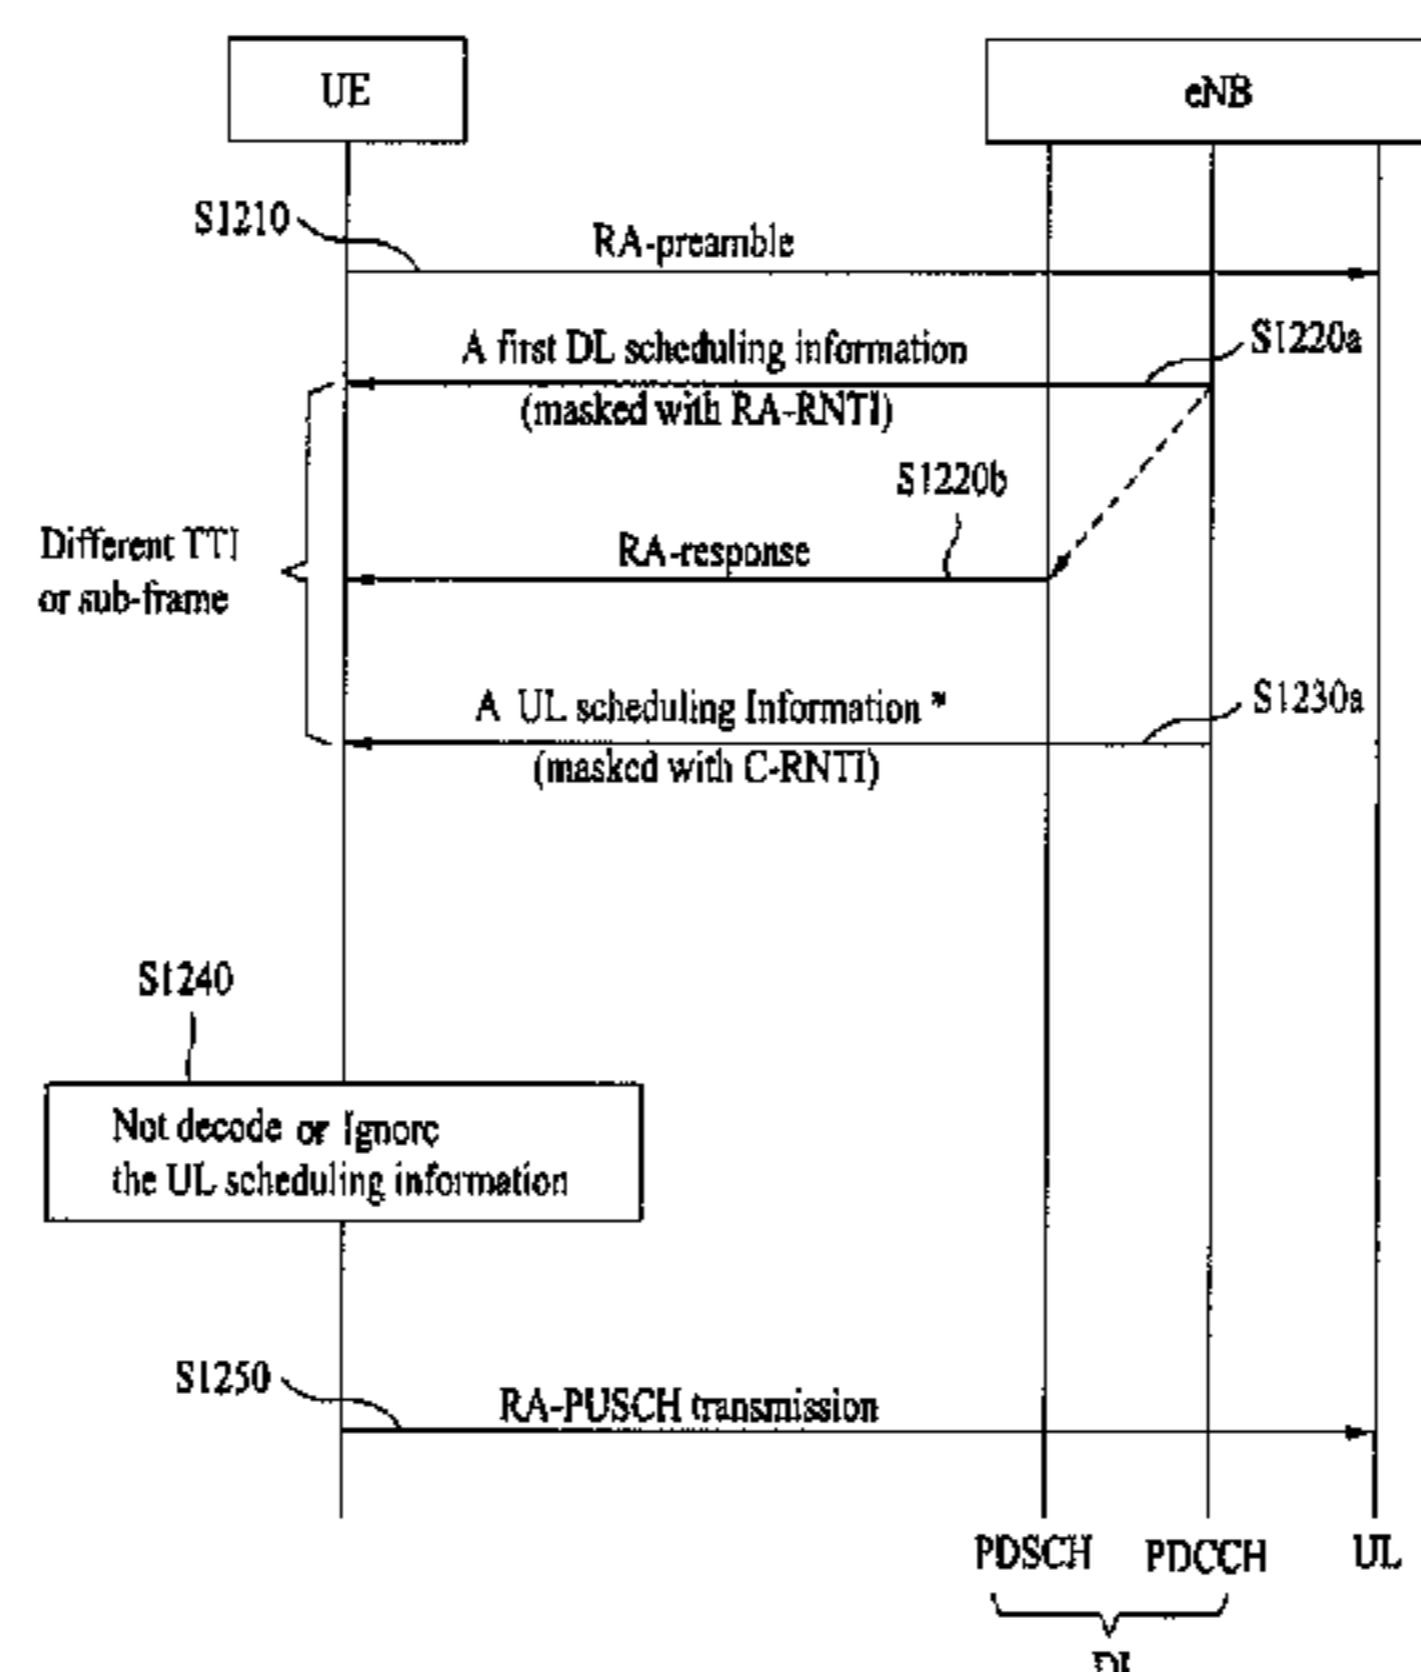 UE
eNB
S1210
RA-preamble
A first DL scheduling information
S1220a
(masked with RA-RNTI)
S1220b
Different TTI
or sub-frame
RA-response
A UL scheduling Information *
S1230a
(masked with C-RNTI)
S1240
Not decode or Ignore
the UL scheduling information
S1250
RA-PUSCH transmission
PDSCH
PDCCH
UL
DL